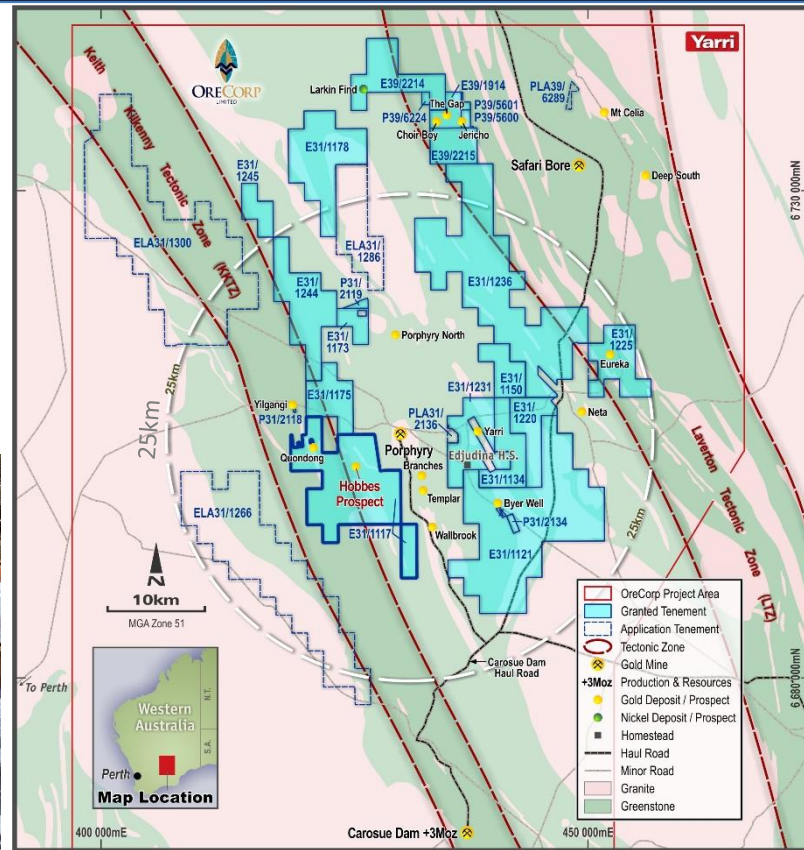 Yarri
ORECORP
LIMITED
Keith - Kilkenny Tectonic Zone (KKTZ)
Larkin Find
E39/2214
E39/1914
The Gap
P39/6224
P39/5601
P39/5600
Choir Boy
Jericho
PLA39/
6289
Mt Celia
E31/1178
E39/2215
Safari Bore
Deep South
E31/
1245
6 730 000mN
ELA31/1300
ELA31/
1286
E31/
1244
P31/
2119
E31/1236
E31/
1173
Porphyry North
E31/
1225
Eureka
25km
25km
25km
E31/1175
E31/1231
E31/
1150
E31/
1220
Yilgangi
P31/2118
PLA31/
2136
Yarri
Neta
Porphyry
Edjudina H.S.
Quondong
Branches
Hobbes
Prospect
E31/1134
Templar
Byer Well
P31/2134
Wallbrook
ELA31/1266
E31/1117
E31/1121
Laverton Tectonic Zone (LTZ)
N
10km
MGA Zone 51
Carosue Dam
Haul Road
6 680 000mN
To Perth
Western
Australia
N.T.
S.A.
Perth
Map Location
OreCorp Project Area
Granted Tenement
Application Tenement
Tectonic Zone
Gold Mine
+3Moz Production & Resources
Gold Deposit / Prospect
Nickel Deposit / Prospect
Homestead
Haul Road
Minor Road
Granite
Greenstone
400 000mE
Carosue Dam +3Moz
450 000mE